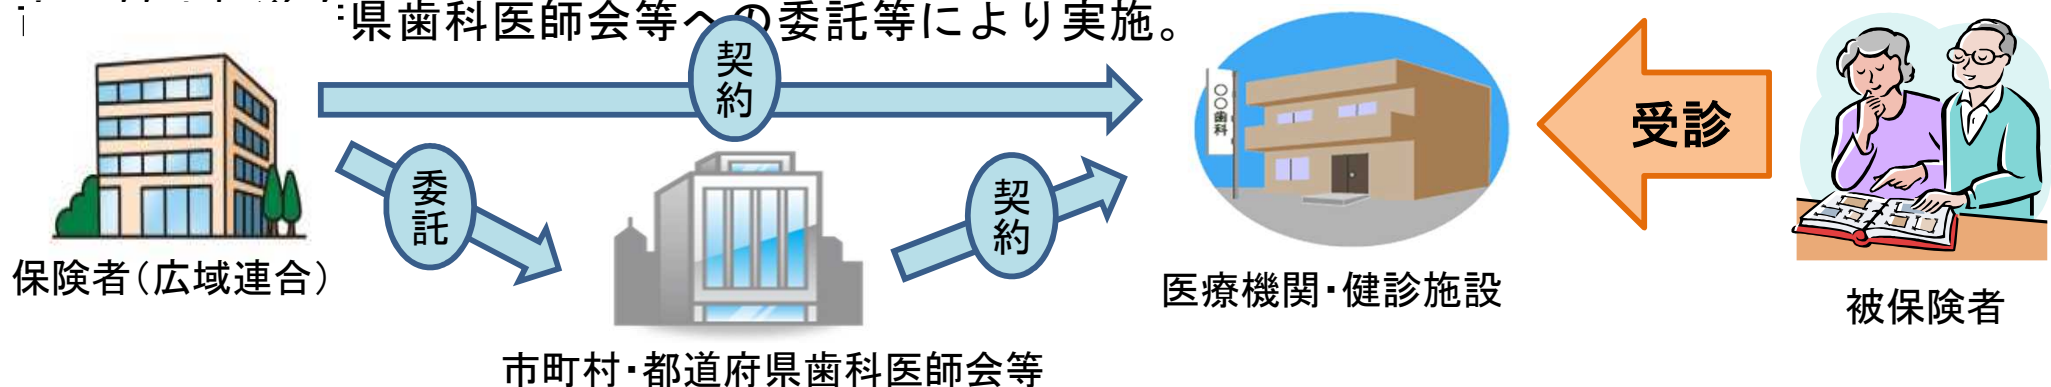 県歯科医師会等への委託等により実施。
契約
委託
契約
〇〇歯科
受診
保険者(広域連合)
医療機関・健診施設
被保険者
市町村・都道府県歯科医師会等